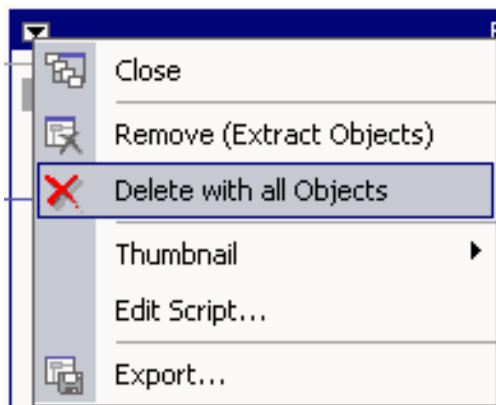 Close
Remove (Extract Objects)
Delete with all Objects
Thumbnail
Edit Script...
Export...